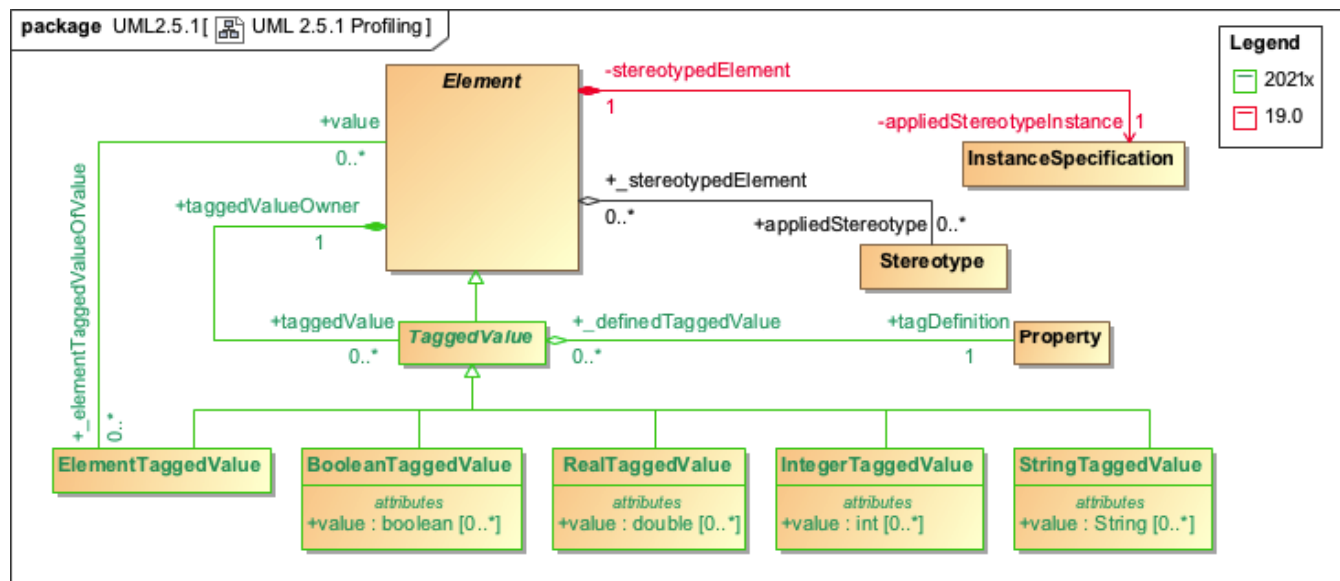 package UML2.5.1[ UML 2.5.1 Profiling ]
Legend
2021x
19.0
Element
-stereotypedElement
1
-appliedStereotypeInstance 1
InstanceSpecification
+value
0..*
+_stereotypedElement
0..*
+appliedStereotype 0..*
Stereotype
+taggedValueOwner
1
+_elementTaggedValueOfValue
0..*
+taggedValue
0..*
TaggedValue
+_definedTaggedValue
0..*
+tagDefinition
1
Property
ElementTaggedValue
BooleanTaggedValue
attributes
+value : boolean [0..*]
RealTaggedValue
attributes
+value : double [0..*]
IntegerTaggedValue
attributes
+value : int [0..*]
StringTaggedValue
attributes
+value : String [0..*]